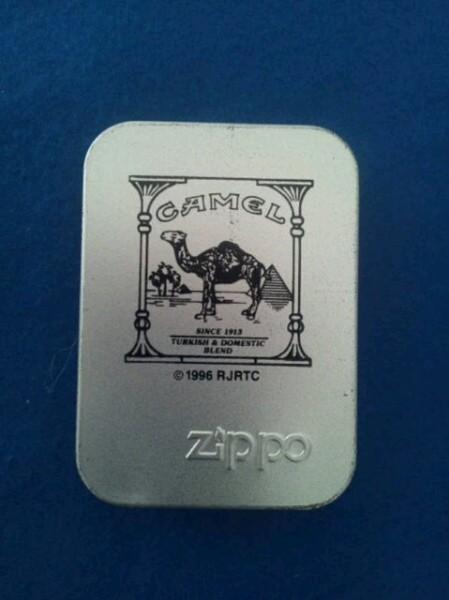 CAMEL
SINCE 1913
TURKISH & DOMESTIC
BLEND
© 1996 RJRTC
zippo